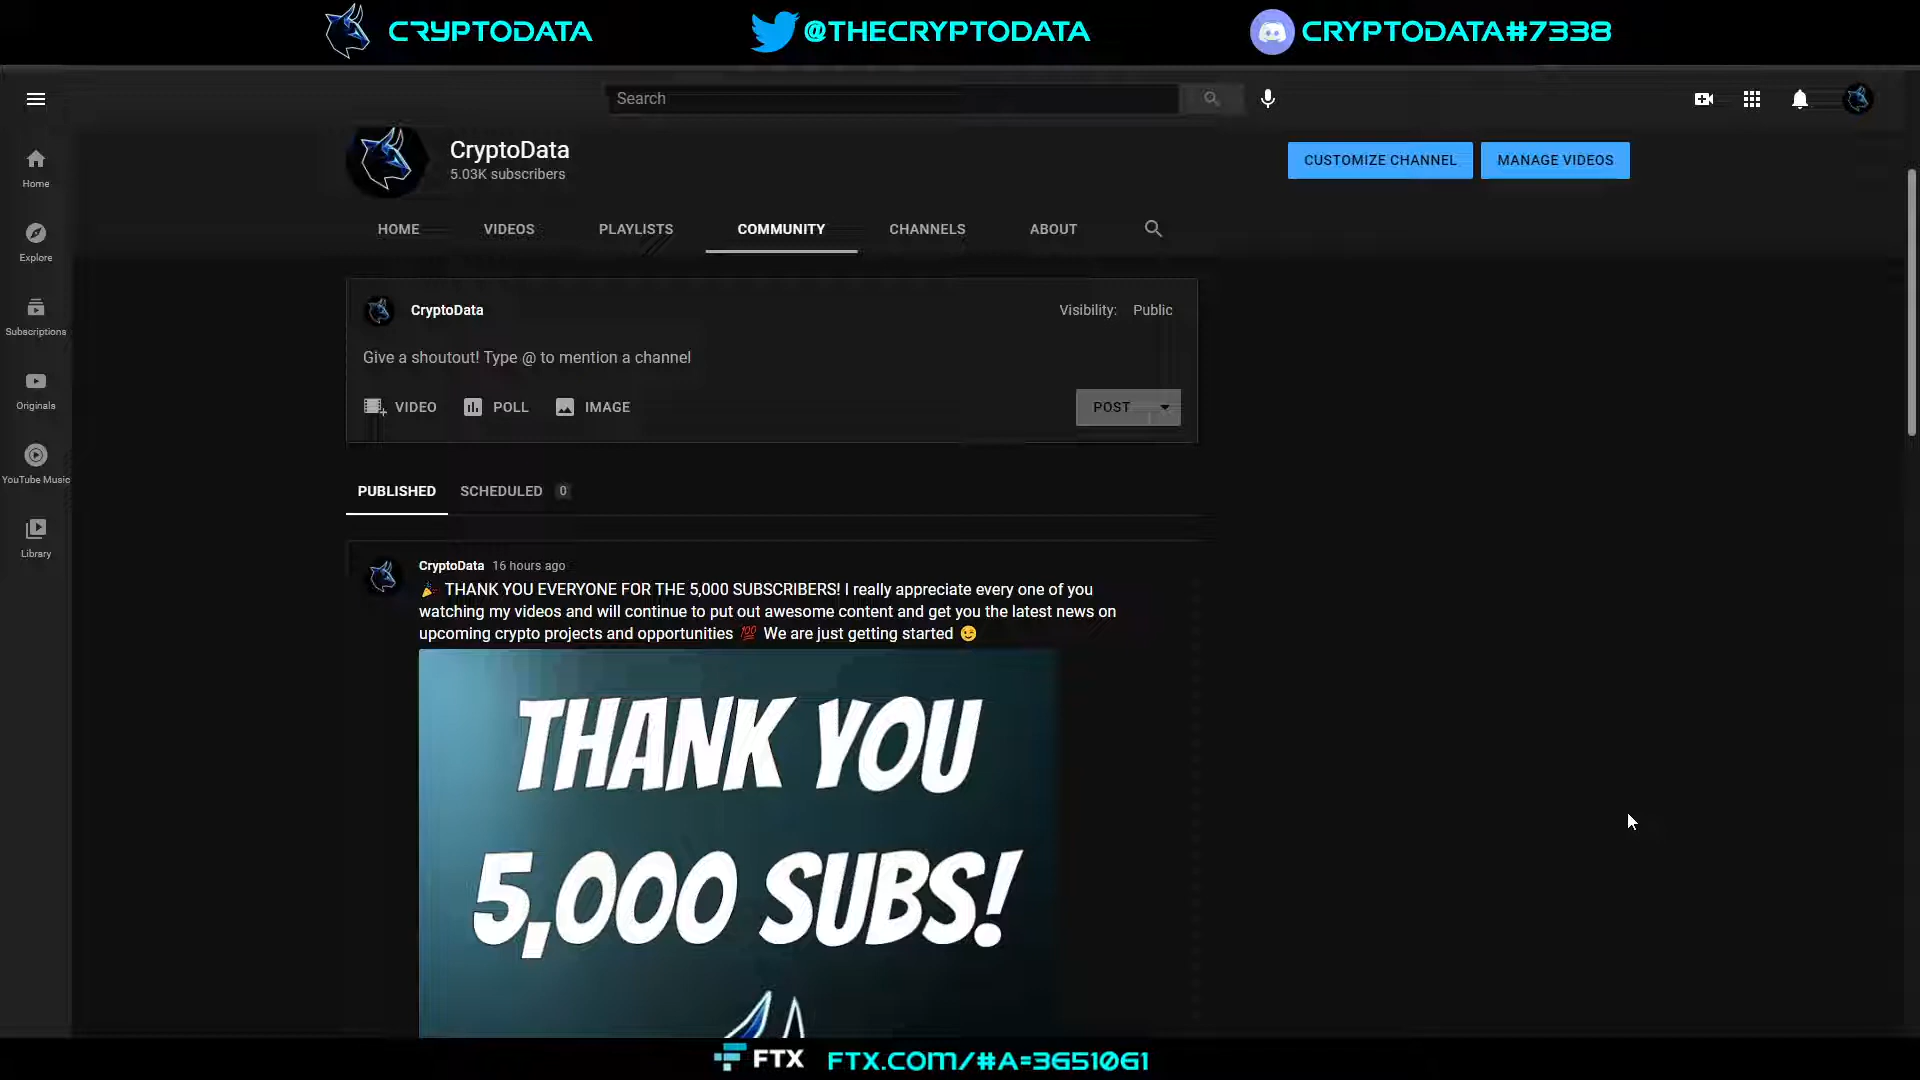 CRYPTODATA
@THECRYPTODATA
CRYPTODATA#7338
Search
CryptoData
5.03K subscribers
CUSTOMIZE CHANNEL
MANAGE VIDEOS
HOME
VIDEOS
PLAYLISTS
COMMUNITY
CHANNELS
ABOUT
Home
Explore
Subscriptions
Originals
YouTube Music
Library
CryptoData
Visibility: Public
Give a shoutout! Type @ to mention a channel
VIDEO
POLL
IMAGE
POST
PUBLISHED
SCHEDULED 0
CryptoData 16 hours ago
🎉 THANK YOU EVERYONE FOR THE 5,000 SUBSCRIBERS! I really appreciate every one of you
watching my videos and will continue to put out awesome content and get you the latest news on
upcoming crypto projects and opportunities 💯 We are just getting started 😉
THANK YOU
5,000 SUBS!
FTX
FTX.COM/#A=3651061